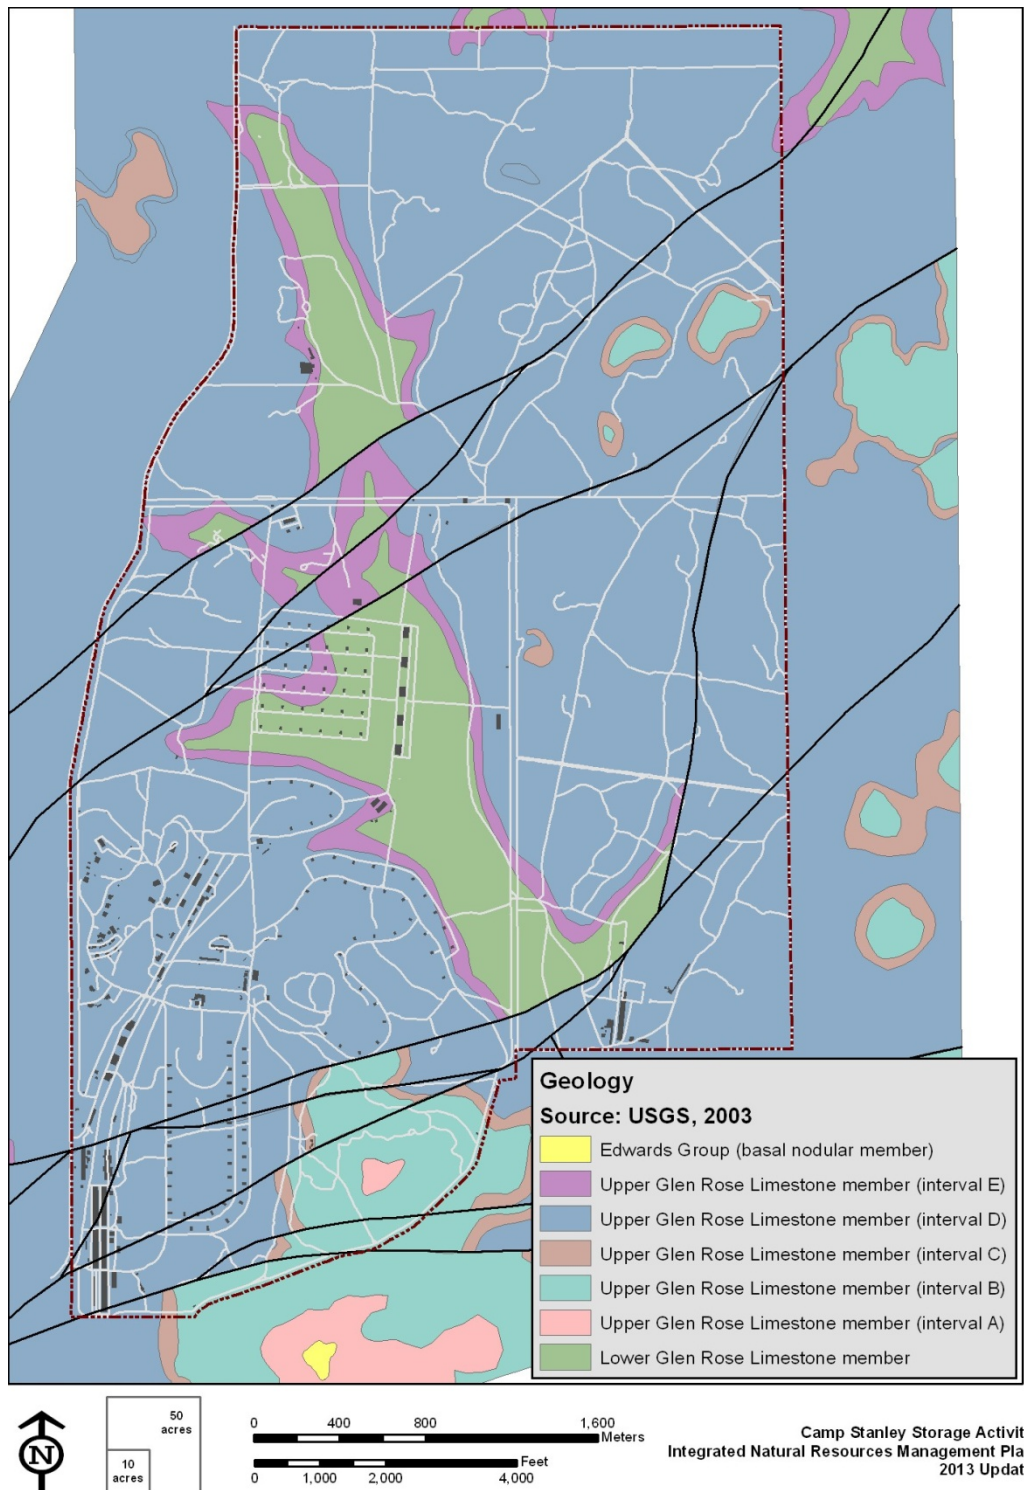 Geology
Source: USGS, 2003
Edwards Group (basal nodular member)
Upper Glen Rose Limestone member (interval E)
Upper Glen Rose Limestone member (interval D)
Upper Glen Rose Limestone member (interval C)
Upper Glen Rose Limestone member (interval B)
Upper Glen Rose Limestone member (interval A)
Lower Glen Rose Limestone member
N
50
acres
10
acres
0 400 800 1,600
Meters
Feet
0 1,000 2,000 4,000
Camp Stanley Storage Activit
Integrated Natural Resources Management Pla
2013 Updat